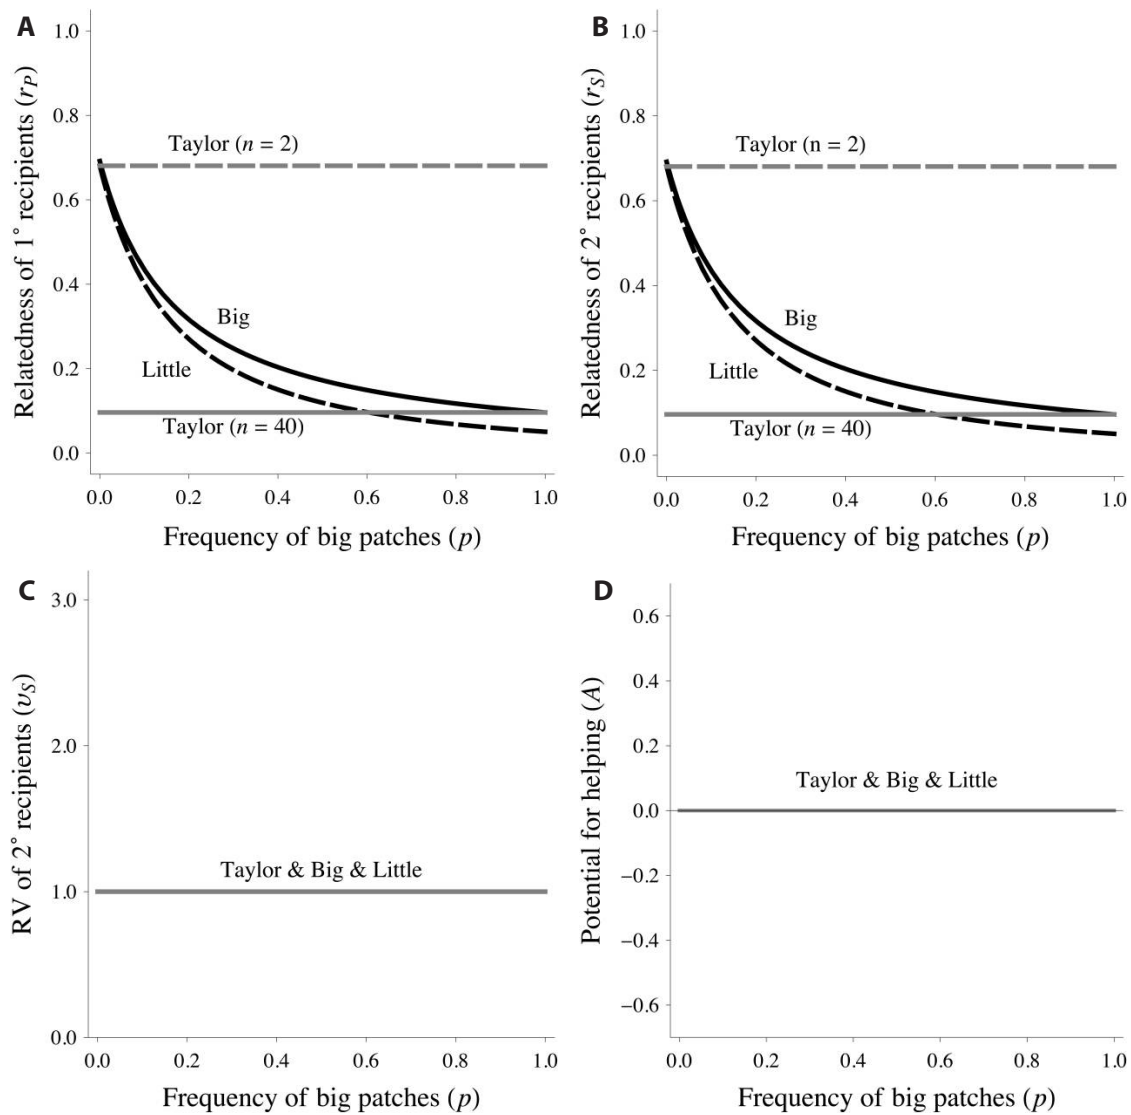 A
Relatedness of 1° recipients (rP)
1.0
0.8
0.6
0.4
0.2
0.0
Taylor (n = 2)
Big
Little
Taylor (n = 40)
0.0 0.2 0.4 0.6 0.8 1.0
Frequency of big patches (p)
B
Relatedness of 2° recipients (rS)
1.0
0.8
0.6
0.4
0.2
0.0
Taylor (n = 2)
Big
Little
Taylor (n = 40)
0.0 0.2 0.4 0.6 0.8 1.0
Frequency of big patches (p)
C
RV of 2° recipients (υS)
3.0
2.0
1.0
0.0
Taylor & Big & Little
0.0 0.2 0.4 0.6 0.8 1.0
Frequency of big patches (p)
D
Potential for helping (A)
0.6
0.4
0.2
0.0
−0.2
−0.4
−0.6
Taylor & Big & Little
0.0 0.2 0.4 0.6 0.8 1.0
Frequency of big patches (p)